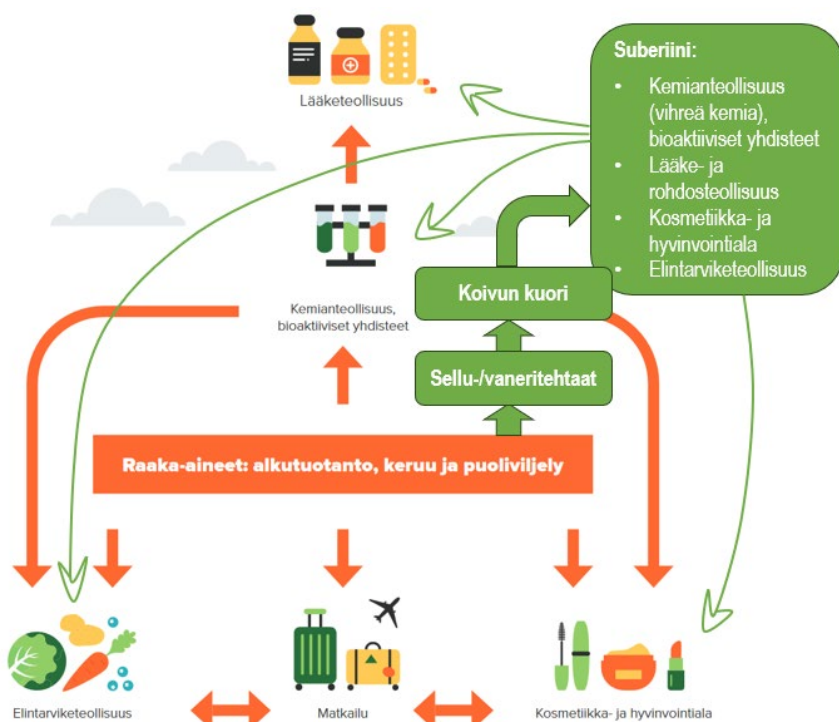 Lääketeollisuus
Suberiini:
• Kemianteollisuus
(vihreä kemia),
bioaktiiviset yhdisteet
• Lääke- ja
rohdosteollisuus
• Kosmetiikka- ja
hyvinvointiala
• Elintarviketeollisuus
Kemianteollisuus,
bioaktiiviset yhdisteet
Koivun kuori
Sellu-/vaneritehtaat
Raaka-aineet: alkutuotanto, keruu ja puoliviljely
Elintarviketeollisuus
Matkailu
Kosmetiikka- ja hyvinvointiala